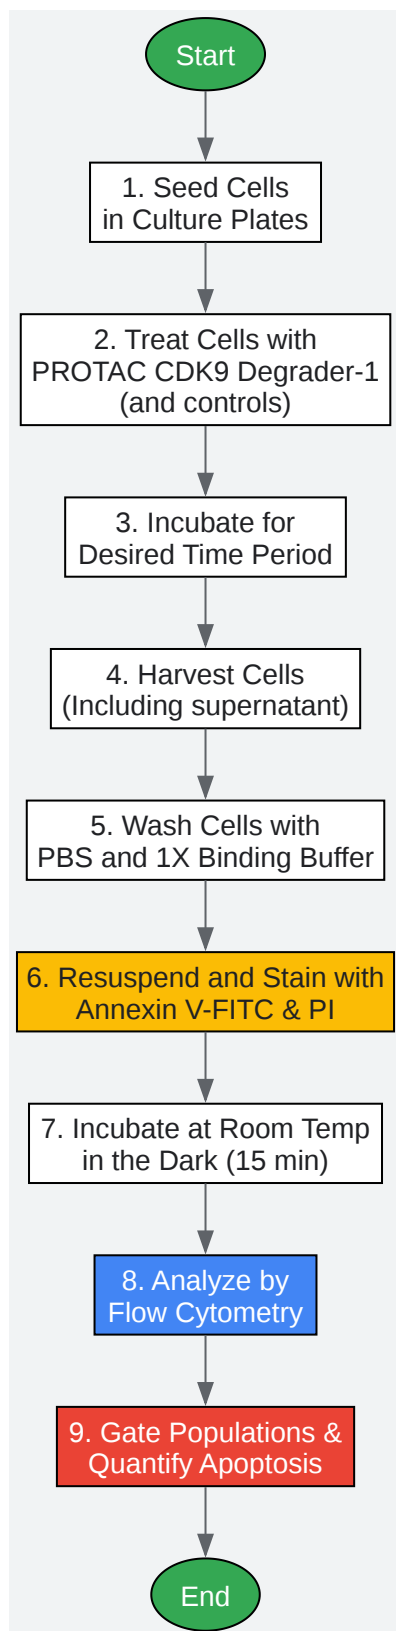 Start
1. Seed Cells
in Culture Plates
2. Treat Cells with
PROTAC CDK9 Degrader-1
(and controls)
3. Incubate for
Desired Time Period
4. Harvest Cells
(Including supernatant)
5. Wash Cells with
PBS and 1X Binding Buffer
6. Resuspend and Stain with
Annexin V-FITC & PI
7. Incubate at Room Temp
in the Dark (15 min)
8. Analyze by
Flow Cytometry
9. Gate Populations &
Quantify Apoptosis
End